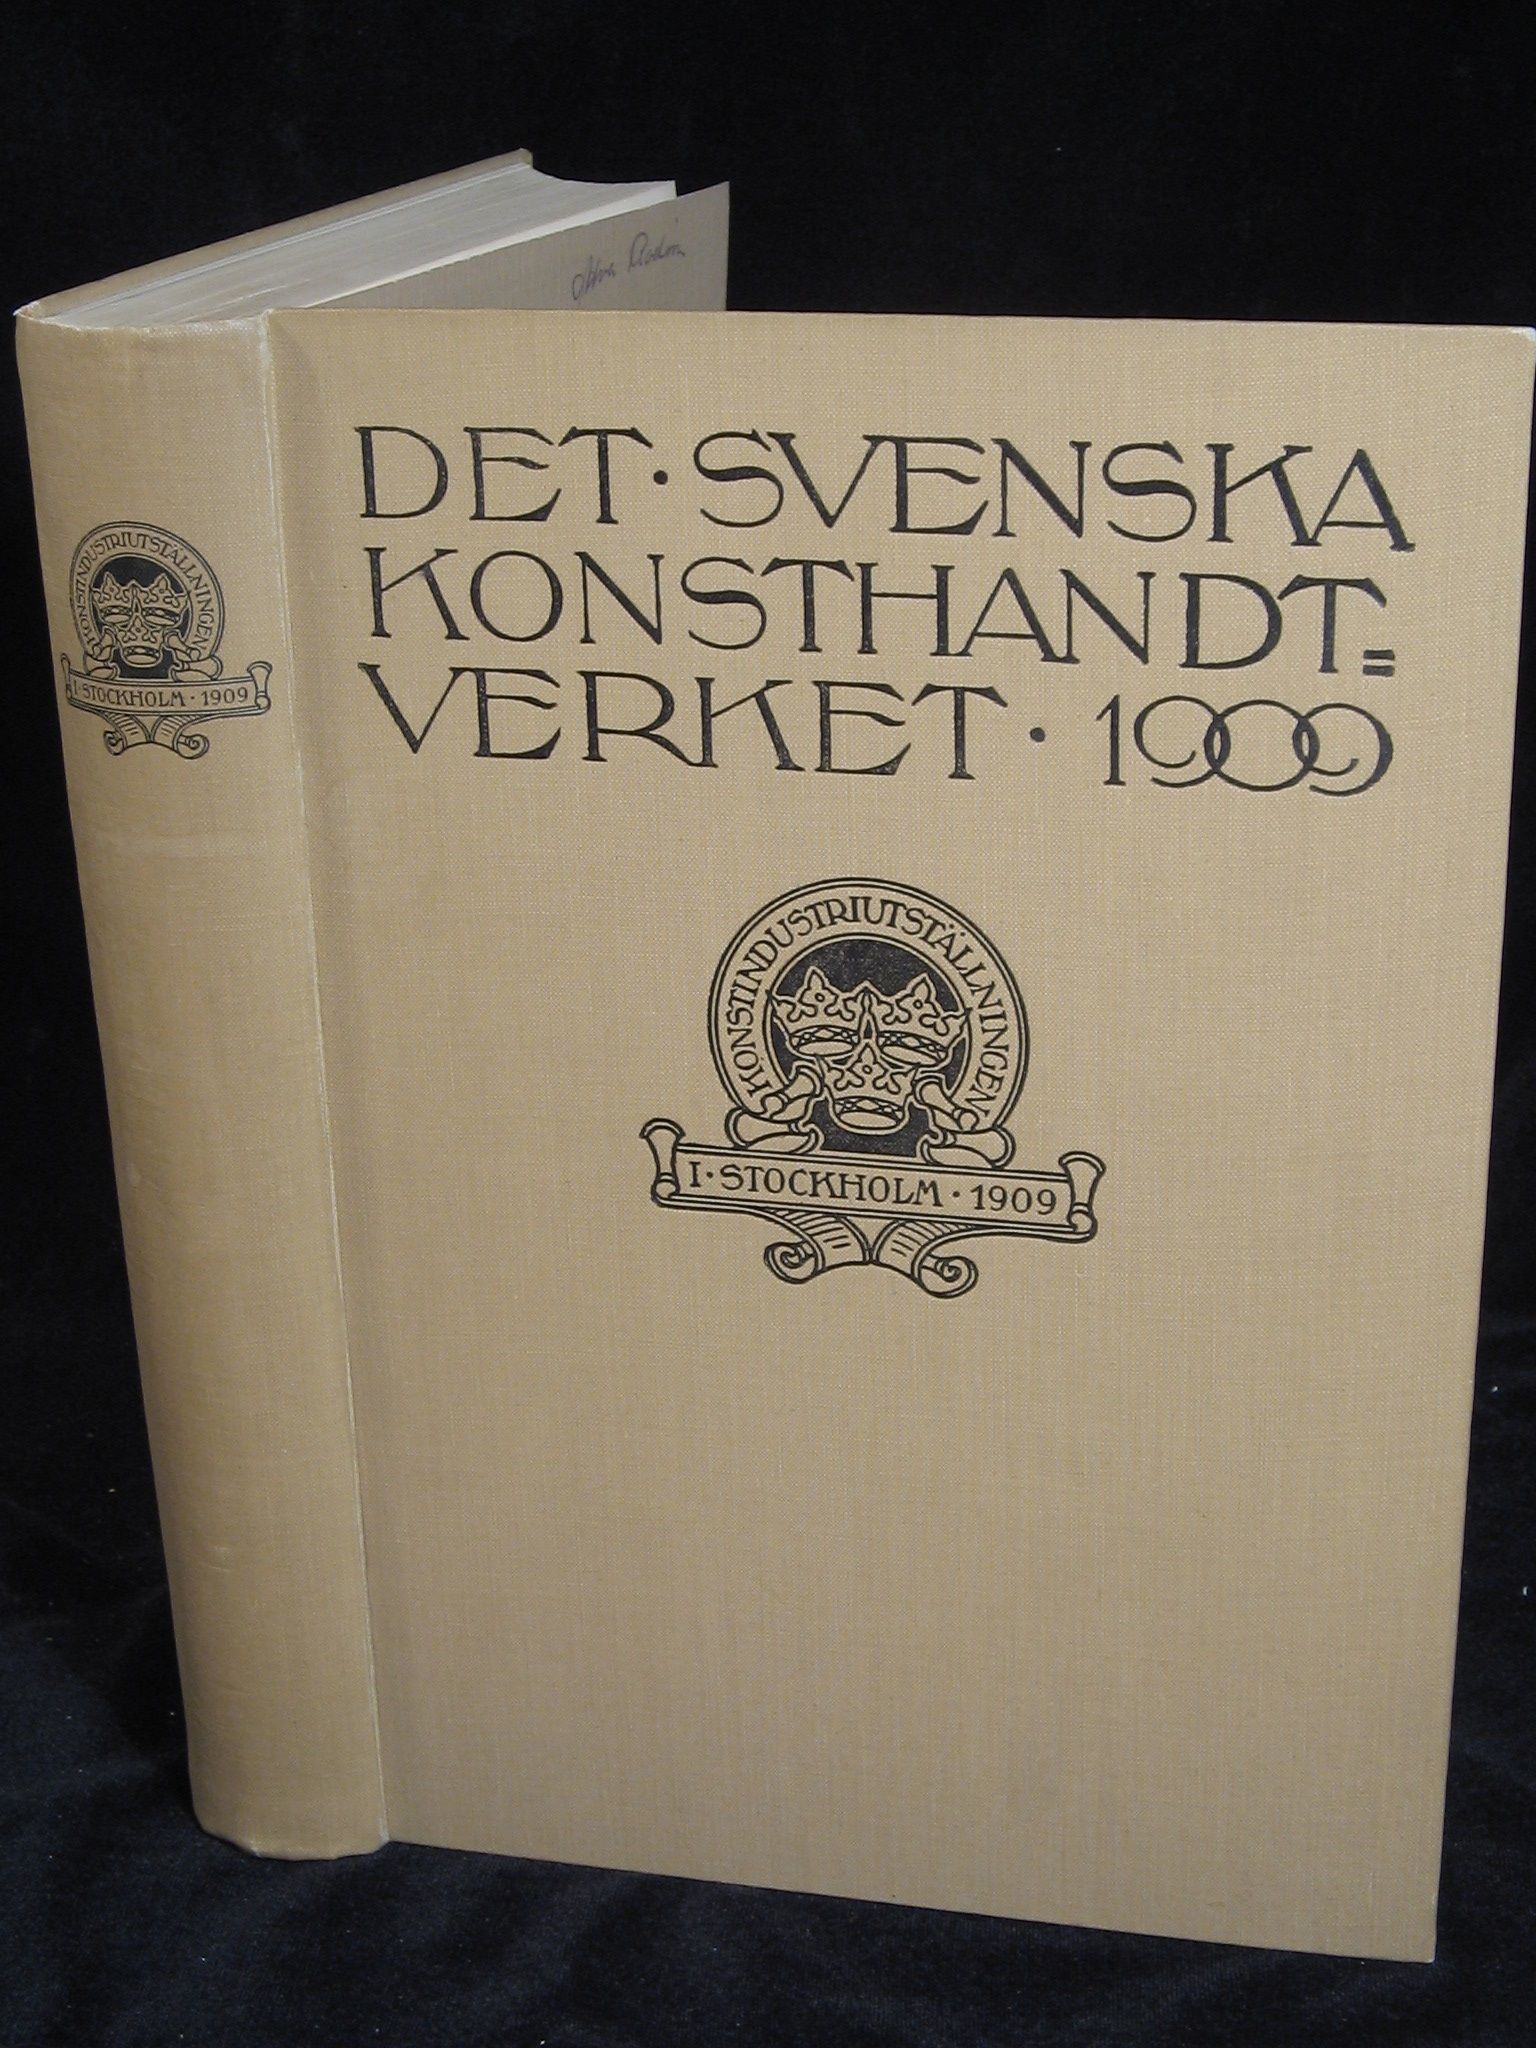 DET · SVENSKA
KONSTHANDT=
VERKET · 1909
KONSTINDUSTRIUTSTÄLLNINGEN
I · STOCKHOLM · 1909
KONSTINDUSTRIUTSTÄLLNINGEN
I · STOCKHOLM · 1909